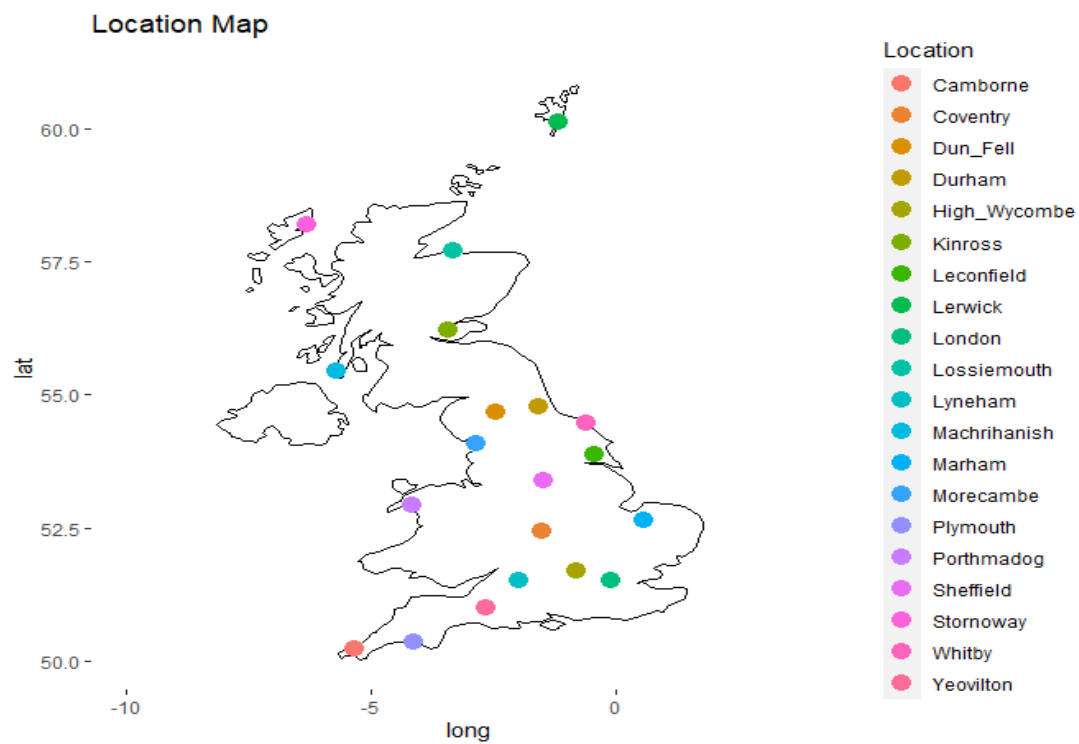 Location Map
60.0
57.5
55.0
52.5
50.0
lat
-10
-5
0
long
Location
Camborne
Coventry
Dun_Fell
Durham
High_Wycombe
Kinross
Leconfield
Lerwick
London
Lossiemouth
Lyneham
Machrihanish
Marham
Morecambe
Plymouth
Porthmadog
Sheffield
Stornoway
Whitby
Yeovilton